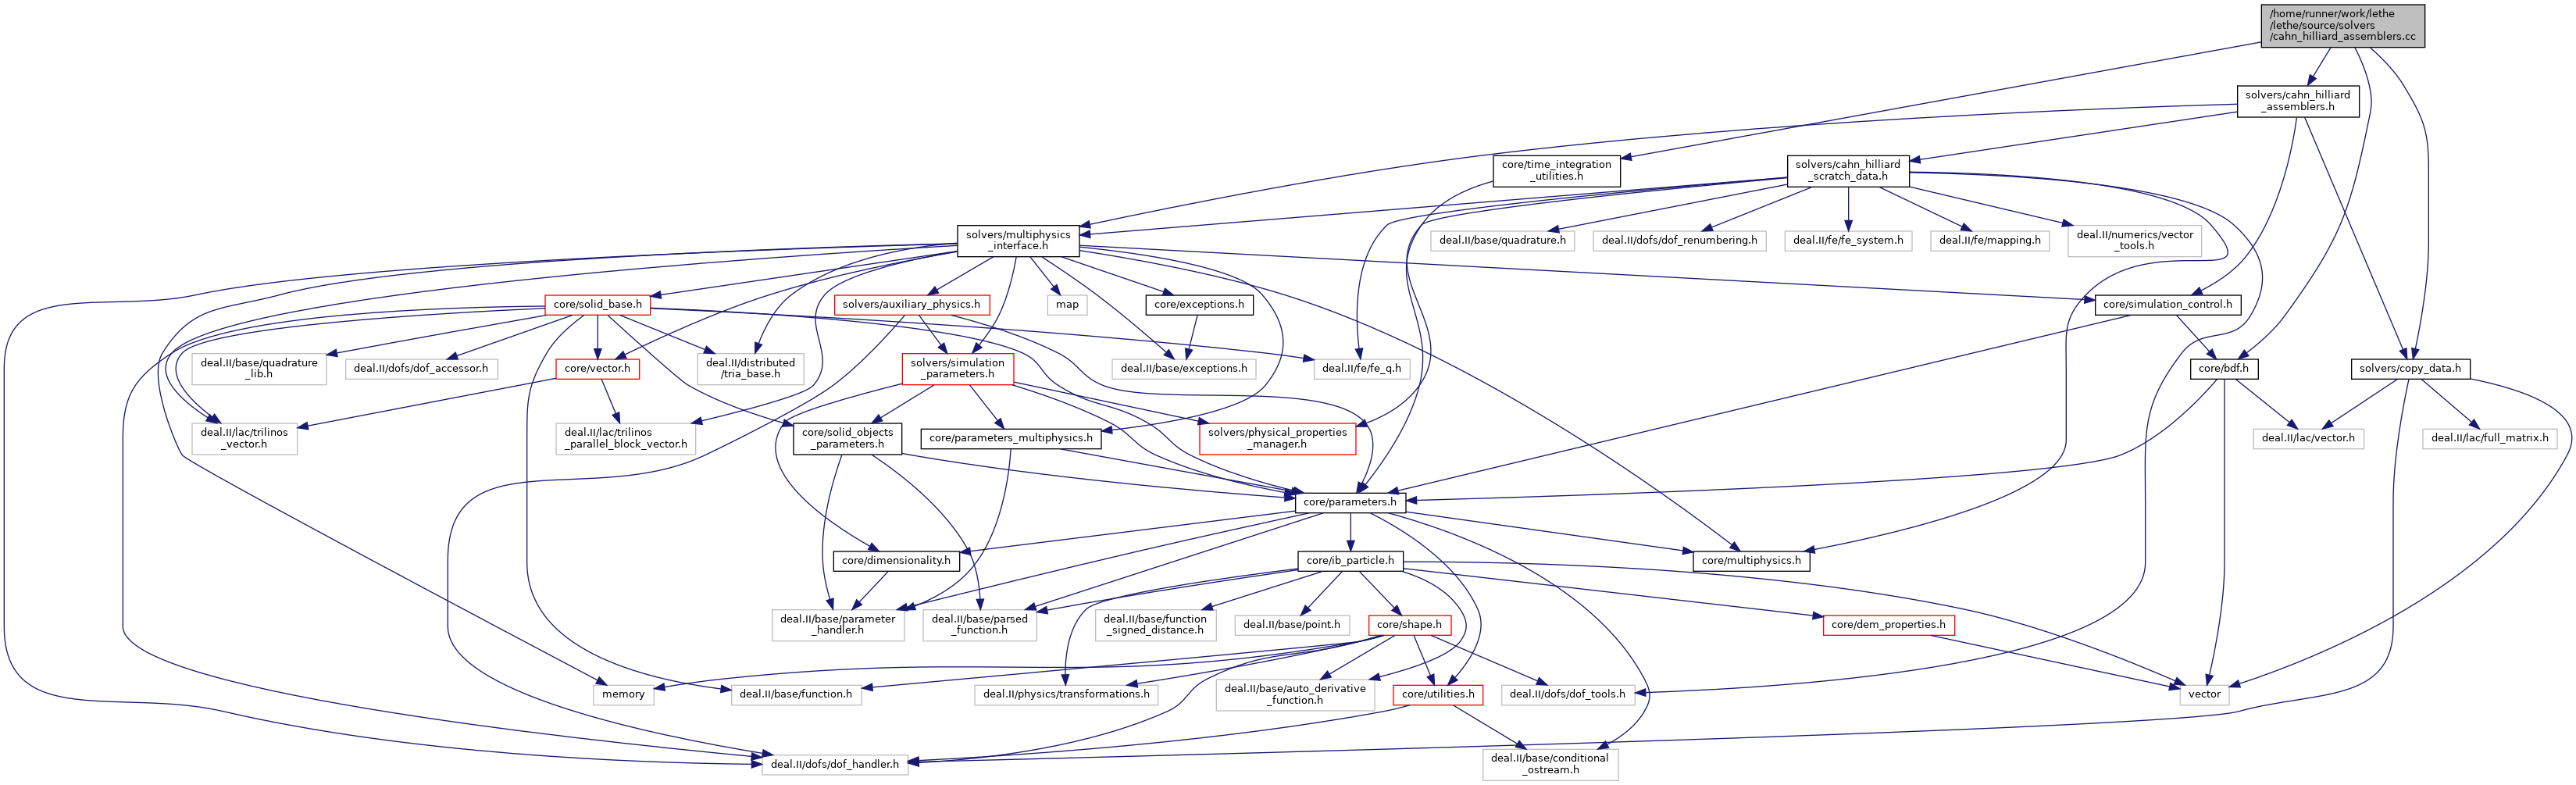 /home/runner/work/lethe
/lethe/source/solvers
/cahn_hilliard_assemblers.cc
solvers/cahn_hilliard
_assemblers.h
core/time_integration
_utilities.h
solvers/cahn_hilliard
_scratch_data.h
solvers/multiphysics
_interface.h
deal.II/base/quadrature.h
deal.II/dofs/dof_renumbering.h
deal.II/fe/fe_system.h
deal.II/fe/mapping.h
deal.II/numerics/vector
_tools.h
core/solid_base.h
solvers/auxiliary_physics.h
map
core/exceptions.h
core/simulation_control.h
deal.II/base/quadrature
_lib.h
deal.II/dofs/dof_accessor.h
core/vector.h
deal.II/distributed
/tria_base.h
solvers/simulation
_parameters.h
deal.II/base/exceptions.h
deal.II/fe/fe_q.h
core/bdf.h
solvers/copy_data.h
deal.II/lac/trilinos
_vector.h
deal.II/lac/trilinos
_parallel_block_vector.h
core/solid_objects
_parameters.h
core/parameters_multiphysics.h
solvers/physical_properties
_manager.h
deal.II/lac/vector.h
deal.II/lac/full_matrix.h
core/parameters.h
core/dimensionality.h
core/ib_particle.h
core/multiphysics.h
deal.II/base/parameter
_handler.h
deal.II/base/parsed
_function.h
deal.II/base/function
_signed_distance.h
deal.II/base/point.h
core/shape.h
core/dem_properties.h
memory
deal.II/base/function.h
deal.II/physics/transformations.h
deal.II/base/auto_derivative
_function.h
core/utilities.h
deal.II/dofs/dof_tools.h
vector
deal.II/dofs/dof_handler.h
deal.II/base/conditional
_ostream.h